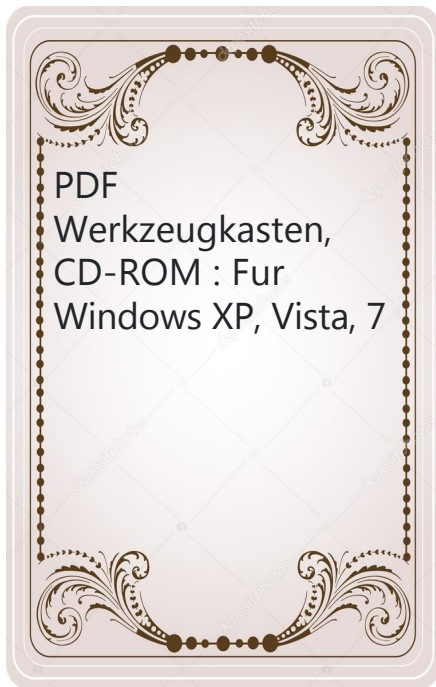 PDF
Werkzeugkasten,
CD-ROM : Fur
Windows XP, Vista, 7